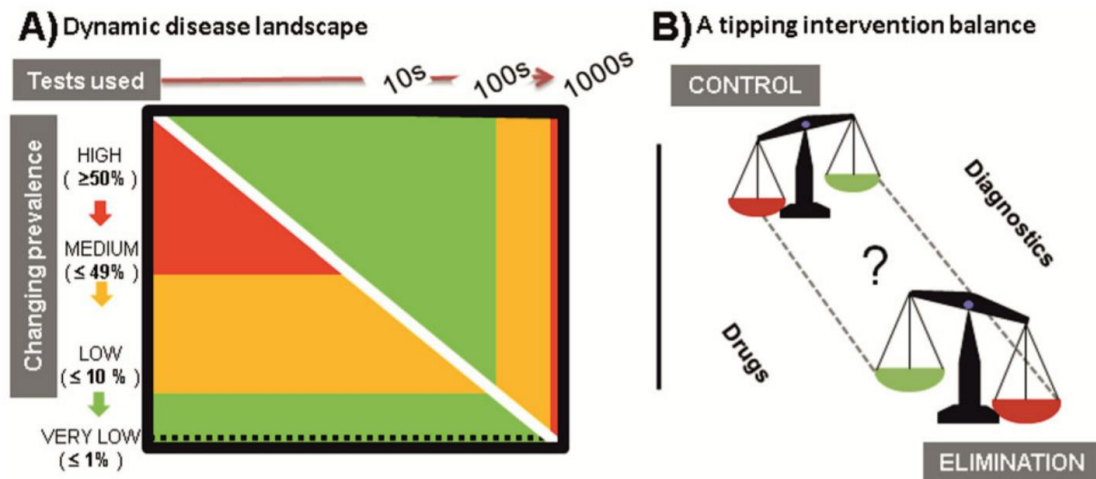 A) Dynamic disease landscape
Tests used
10s
100s
1000s
Changing prevalence
HIGH
( ≥50% )
MEDIUM
( ≤ 49% )
LOW
(≤ 10 % )
VERY LOW
(≤ 1%)
B) A tipping intervention balance
CONTROL
Diagnostics
?
Drugs
ELIMINATION